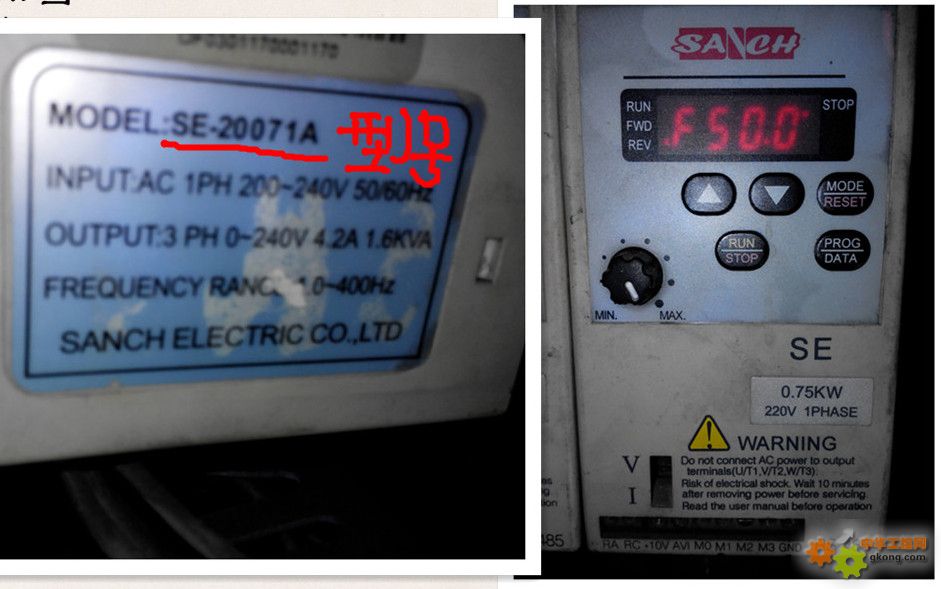 MODEL:SE-20071A 型号
INPUT:AC 1PH 200~240V 50/60Hz
OUTPUT:3 PH 0~240V 4.2A 1.6KVA
FREQUENCY 1.0~400Hz
SANCH ELECTRIC CO.,LTD
SANCH
RUN
FWD
REV
F50.0
STOP
MODE
RESET
RUN
STOP
PROG
DATA
MIN.
MAX.
SE
0.75KW
220V 1PHASE
WARNING
Do not connect AC power to output
terminals(U/T1,V/T2,W/T3).
Risk of electrical shock. Wait 10 minutes
after removing power before servicing.
Read the user manual before operation
V
I
485
RA RC +10V AVI M0 M1 M2 M3 GND
中华工控网
gkong.com